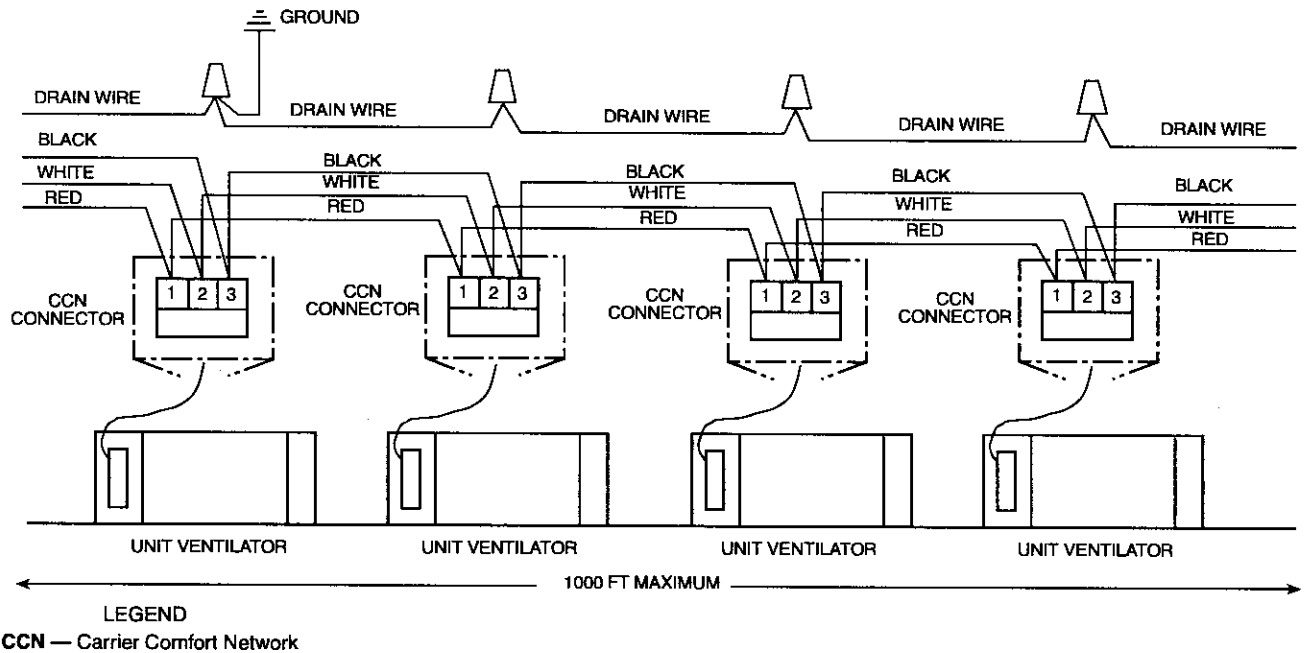 GROUND
DRAIN WIRE
DRAIN WIRE
DRAIN WIRE
DRAIN WIRE
DRAIN WIRE
BLACK
WHITE
RED
BLACK
WHITE
RED
BLACK
WHITE
RED
BLACK
WHITE
RED
BLACK
WHITE
RED
CCN CONNECTOR
1 2 3
CCN CONNECTOR
1 2 3
CCN CONNECTOR
1 2 3
CCN CONNECTOR
1 2 3
UNIT VENTILATOR
UNIT VENTILATOR
UNIT VENTILATOR
UNIT VENTILATOR
1000 FT MAXIMUM
LEGEND
CCN — Carrier Comfort Network